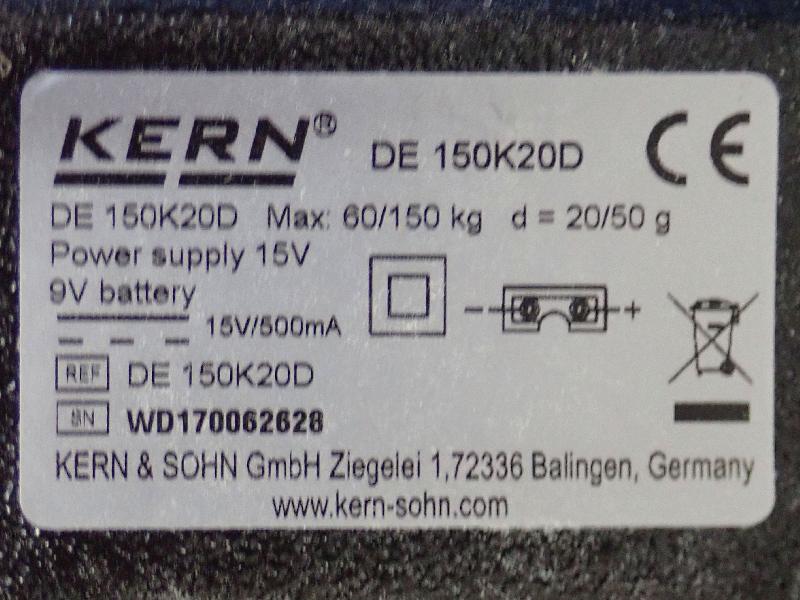 KERN® DE 150K20D CE
DE 150K20D Max: 60/150 kg d = 20/50 g
Power supply 15V
9V battery
15V/500mA
- +
REF DE 150K20D
SN WD170062628
KERN & SOHN GmbH Ziegelei 1,72336 Balingen, Germany
www.kern-sohn.com